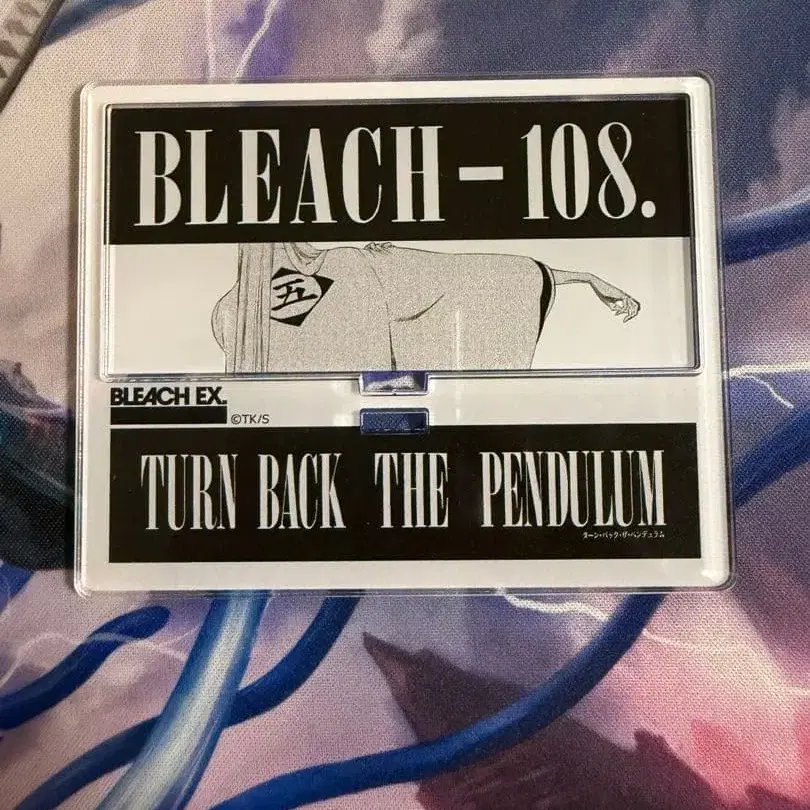 BLEACH - 108.
五
BLEACH EX.
©TK/S
TURN BACK THE PENDULUM
ターン・バック・ザ・ペンデュラム